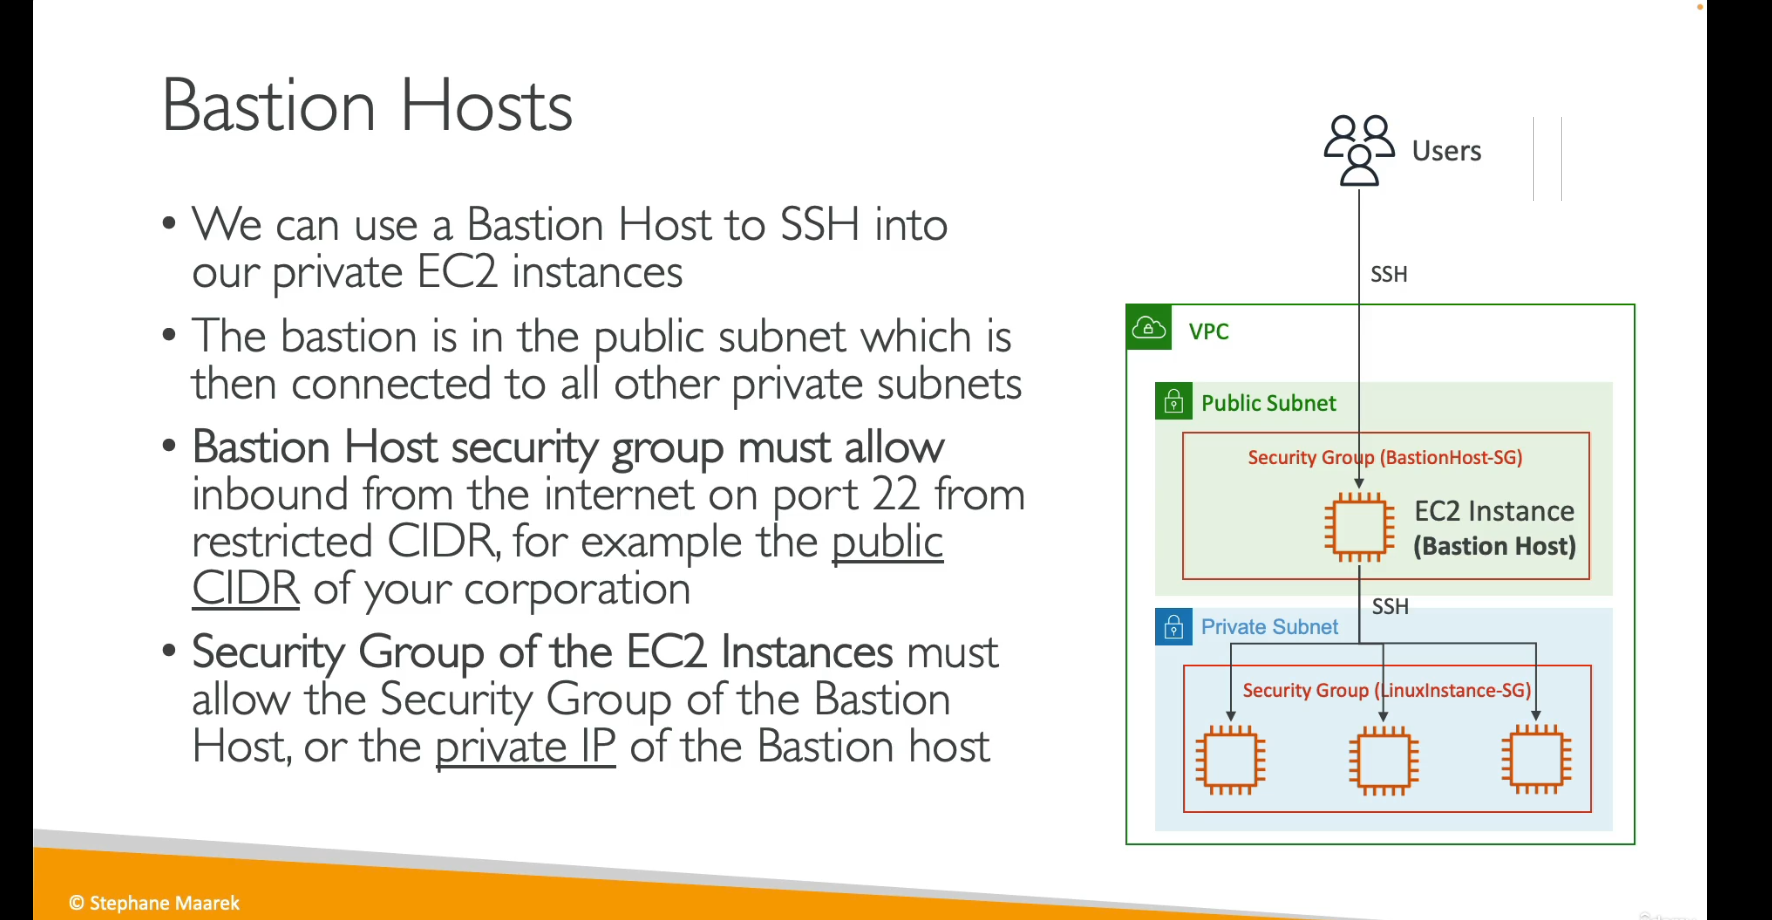 Bastion Hosts
• We can use a Bastion Host to SSH into
our private EC2 instances
• The bastion is in the public subnet which is
then connected to all other private subnets
• Bastion Host security group must allow
inbound from the internet on port 22 from
restricted CIDR, for example the public
CIDR of your corporation
• Security Group of the EC2 Instances must
allow the Security Group of the Bastion
Host, or the private IP of the Bastion host
Users
SSH
VPC
Public Subnet
Security Group (BastionHost-SG)
EC2 Instance
(Bastion Host)
SSH
Private Subnet
Security Group (LinuxInstance-SG)
© Stephane Maarek